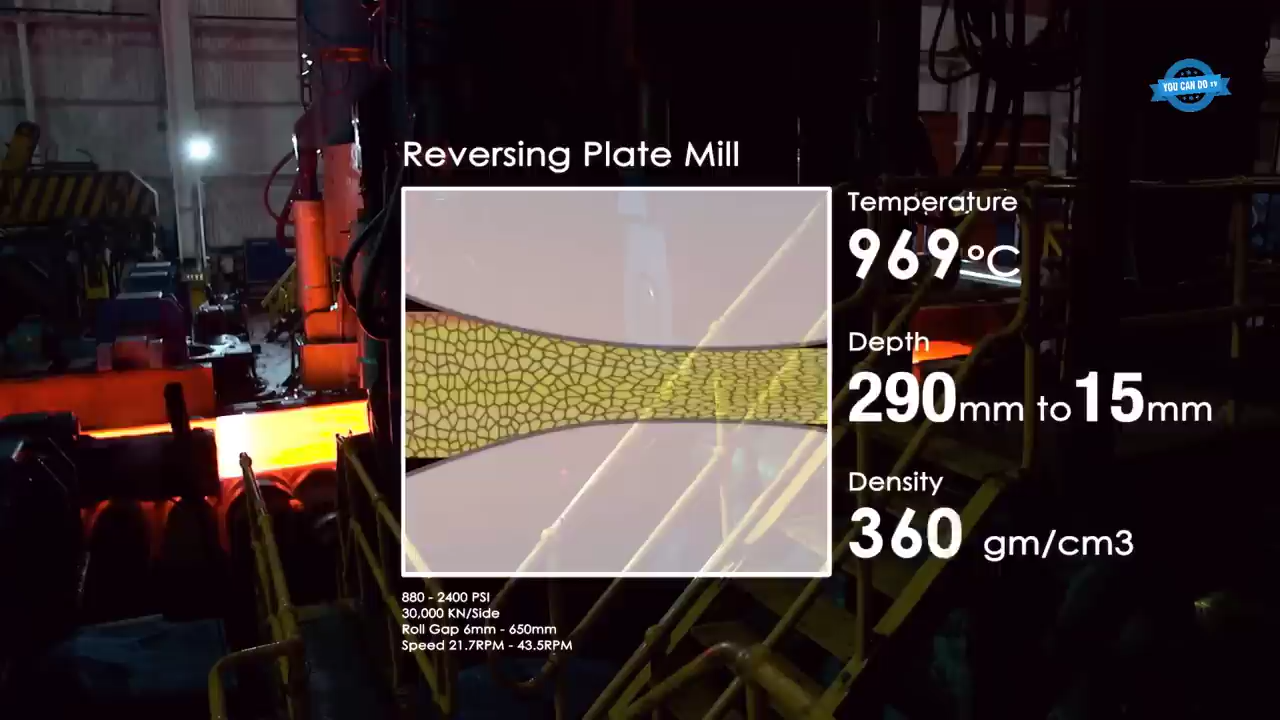 YOU CAN DO TV
Reversing Plate Mill
Temperature
969°C
Depth
290mm to 15mm
Density
360 gm/cm3
880 - 2400 PSI
30,000 KN/Side
Roll Gap 6mm - 650mm
Speed 21.7RPM - 43.5RPM